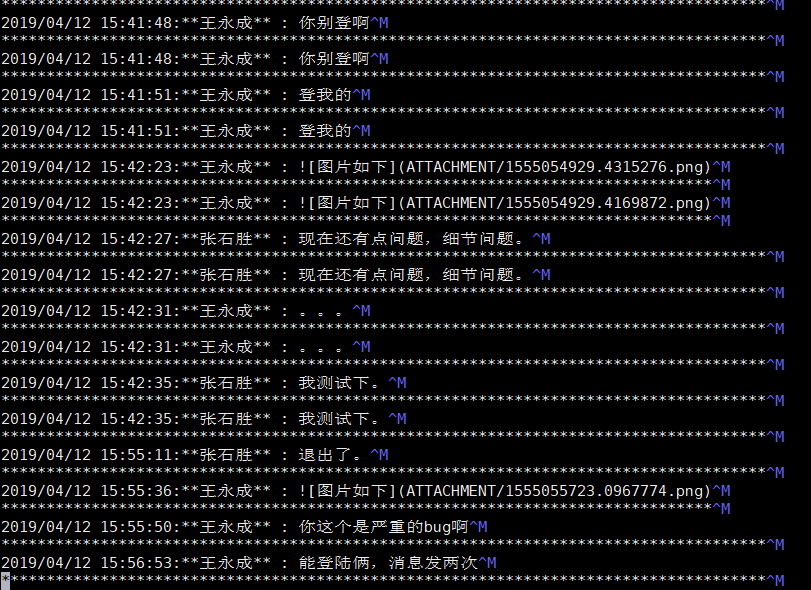 *************************************************************************************^M
2019/04/12 15:41:48:**王永成** : 你别登啊^M
*************************************************************************************^M
2019/04/12 15:41:48:**王永成** : 你别登啊^M
*************************************************************************************^M
2019/04/12 15:41:51:**王永成** : 登我的^M
*************************************************************************************^M
2019/04/12 15:41:51:**王永成** : 登我的^M
*************************************************************************************^M
2019/04/12 15:42:23:**王永成** : ![图片如下](ATTACHMENT/1555054929.4315276.png)^M
*******************************************************************************^M
2019/04/12 15:42:23:**王永成** : ![图片如下](ATTACHMENT/1555054929.4169872.png)^M
*******************************************************************************^M
2019/04/12 15:42:27:**张石胜** : 现在还有点问题，细节问题。^M
*************************************************************************************^M
2019/04/12 15:42:27:**张石胜** : 现在还有点问题，细节问题。^M
*************************************************************************************^M
2019/04/12 15:42:31:**王永成** : 。。。^M
*************************************************************************************^M
2019/04/12 15:42:31:**王永成** : 。。。^M
*************************************************************************************^M
2019/04/12 15:42:35:**张石胜** : 我测试下。^M
*************************************************************************************^M
2019/04/12 15:42:35:**张石胜** : 我测试下。^M
*************************************************************************************^M
2019/04/12 15:55:11:**张石胜** : 退出了。^M
*************************************************************************************^M
2019/04/12 15:55:36:**王永成** : ![图片如下](ATTACHMENT/1555055723.0967774.png)^M
*******************************************************************************^M
2019/04/12 15:55:50:**王永成** : 你这个是严重的bug啊^M
*************************************************************************************^M
2019/04/12 15:56:53:**王永成** : 能登陆俩，消息发两次^M
*************************************************************************************^M